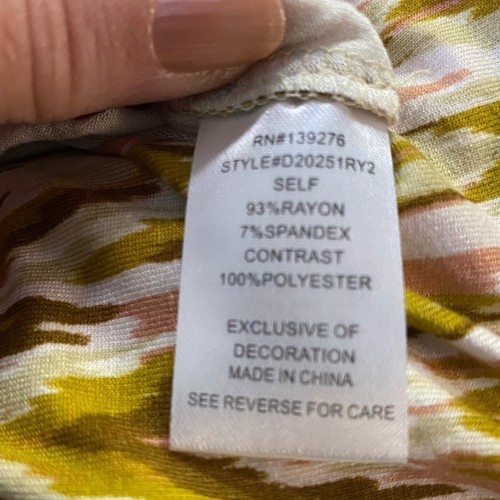 RN#139276
STYLE#D20251RY2
SELF
93%RAYON
7%SPANDEX
CONTRAST
100%POLYESTER
EXCLUSIVE OF
DECORATION
MADE IN CHINA
SEE REVERSE FOR CARE